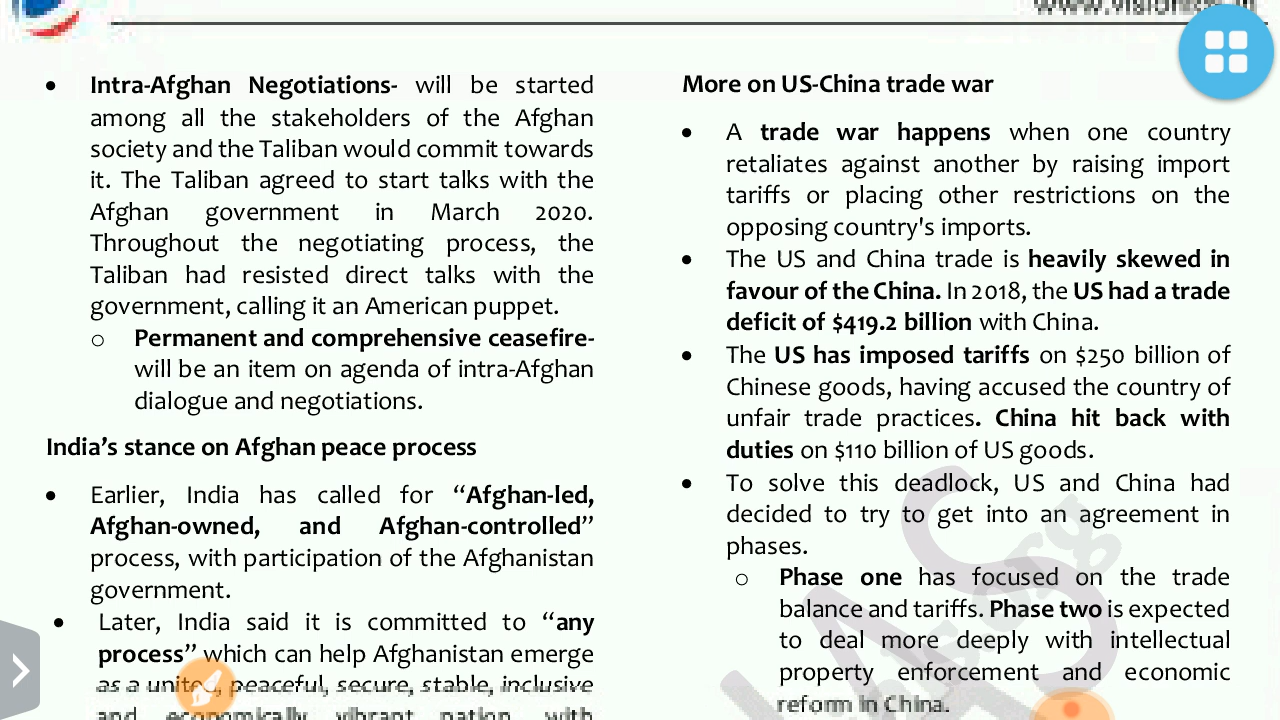 Intra-Afghan Negotiations- will be started
among all the stakeholders of the Afghan
society and the Taliban would commit towards
it. The Taliban agreed to start talks with the
Afghan government in March 2020.
Throughout the negotiating process, the
Taliban had resisted direct talks with the
government, calling it an American puppet.
o Permanent and comprehensive ceasefire-
will be an item on agenda of intra-Afghan
dialogue and negotiations.
India’s stance on Afghan peace process
• Earlier, India has called for “Afghan-led,
Afghan-owned, and Afghan-controlled”
process, with participation of the Afghanistan
government.
• Later, India said it is committed to “any
process” which can help Afghanistan emerge
as a united, peaceful, secure, stable, inclusive
and economically vibrant nation, with
More on US-China trade war
• A trade war happens when one country
retaliates against another by raising import
tariffs or placing other restrictions on the
opposing country's imports.
• The US and China trade is heavily skewed in
favour of the China. In 2018, the US had a trade
deficit of $419.2 billion with China.
• The US has imposed tariffs on $250 billion of
Chinese goods, having accused the country of
unfair trade practices. China hit back with
duties on $110 billion of US goods.
• To solve this deadlock, US and China had
decided to try to get into an agreement in
phases.
o Phase one has focused on the trade
balance and tariffs. Phase two is expected
to deal more deeply with intellectual
property enforcement and economic
reform in China.